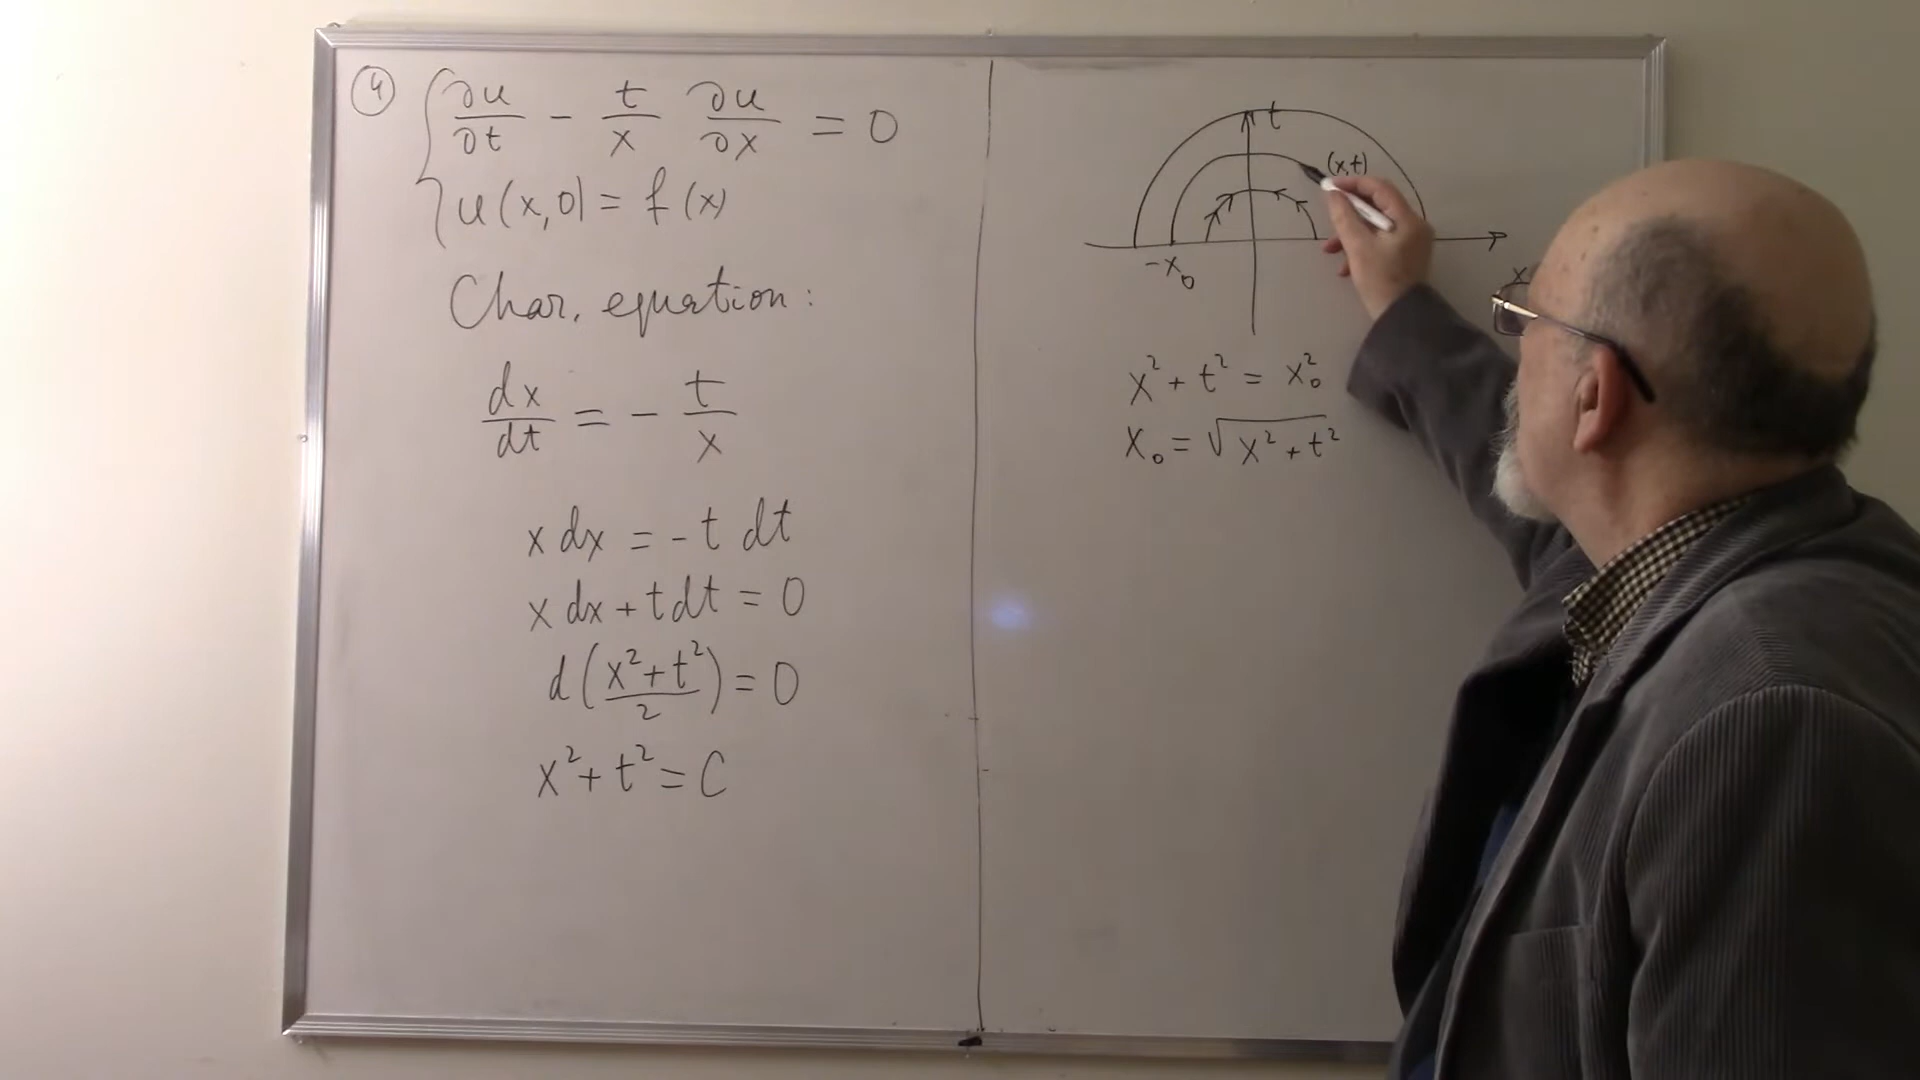 ④ ∂u/∂t - t/x ∂u/∂x = 0
u(x,0) = f(x)
Char. equation:
dx/dt = - t/x
x dx = - t dt
x dx + t dt = 0
d((x² + t²)/2) = 0
x² + t² = C
t
(x,t)
-x₀
x
x² + t² = x₀²
x₀ = √(x² + t²)